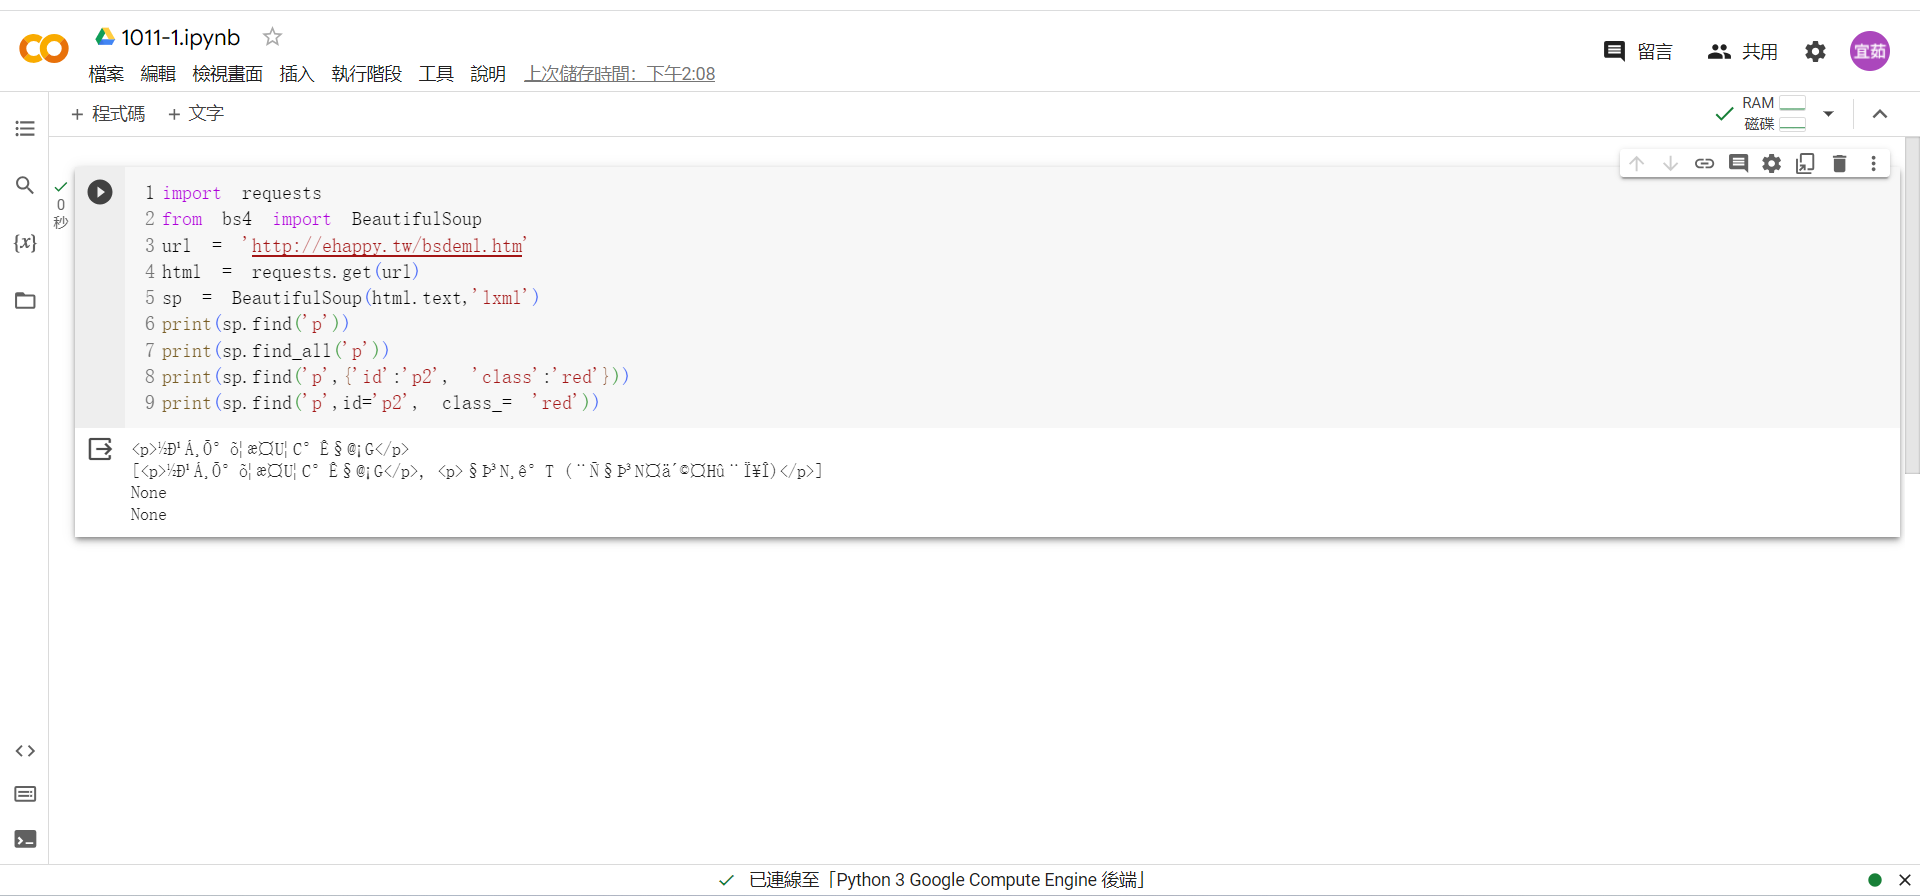 1011-1.ipynb
檔案 編輯 檢視畫面 插入 執行階段 工具 說明 上次儲存時間：下午2:08
留言 共用 宜茹
+ 程式碼 + 文字
RAM
磁碟
0
秒
{x}
1 import requests
2 from bs4 import BeautifulSoup
3 url = 'http://ehappy.tw/bsdeml.htm'
4 html = requests.get(url)
5 sp = BeautifulSoup(html.text,'lxml')
6 print(sp.find('p'))
7 print(sp.find_all('p'))
8 print(sp.find('p',{'id':'p2', 'class':'red'}))
9 print(sp.find('p',id='p2', class_= 'red'))
<p>½Ð¹Á¸Õ°õ¦æ¤U¦C°Ê§@¡G</p>
[<p>½Ð¹Á¸Õ°õ¦æ¤U¦C°Ê§@¡G</p>, <p>§Þ³N¸ê°T (¨Ñ§Þ³N¤ä´©¤Hû¨Ï¥Î)</p>]
None
None
已連線至「Python 3 Google Compute Engine 後端」